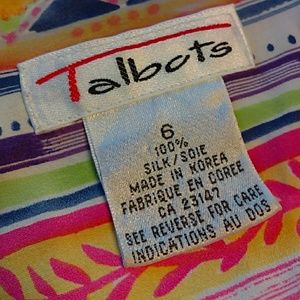 Talbots
6
100%
SILK/SOIE
MADE IN KOREA
FABRIQUE EN COREE
CA 23147
SEE REVERSE FOR CARE
INDICATIONS AU DOS